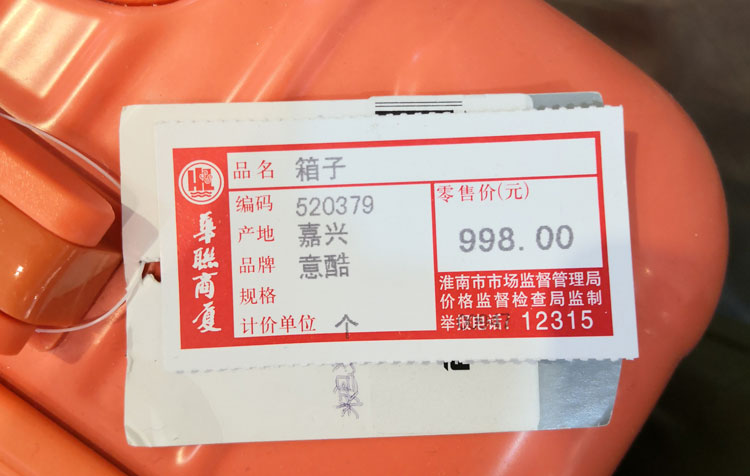 华联商厦
品名 箱子
编码 520379
产地 嘉兴
品牌 意酷
规格
计价单位 个
零售价(元)
998.00
淮南市市场监督管理局
价格监督检查局监制
举报电话 12315